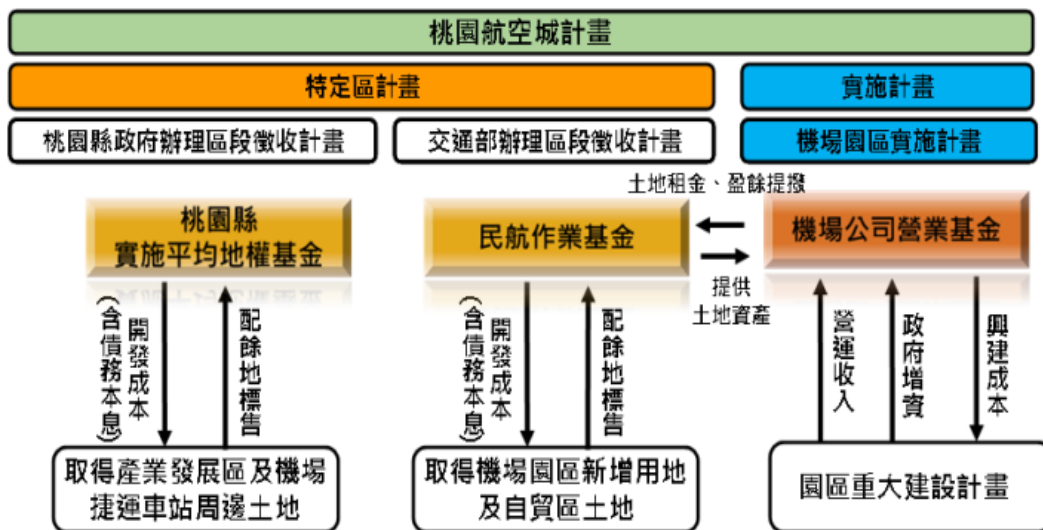 桃園航空城計畫
特定區計畫
實施計畫
桃園縣政府辦理區段徵收計畫
交通部辦理區段徵收計畫
機場園區實施計畫
土地租金、盈餘提撥
桃園縣
實施平均地權基金
民航作業基金
機場公司營業基金
提供
土地資產
開發成本
(含債務本息)
配餘地標售
開發成本
(含債務本息)
配餘地標售
營運收入
政府增資
興建成本
取得產業發展區及機場
捷運車站周邊土地
取得機場園區新增用地
及自貿區土地
園區重大建設計畫